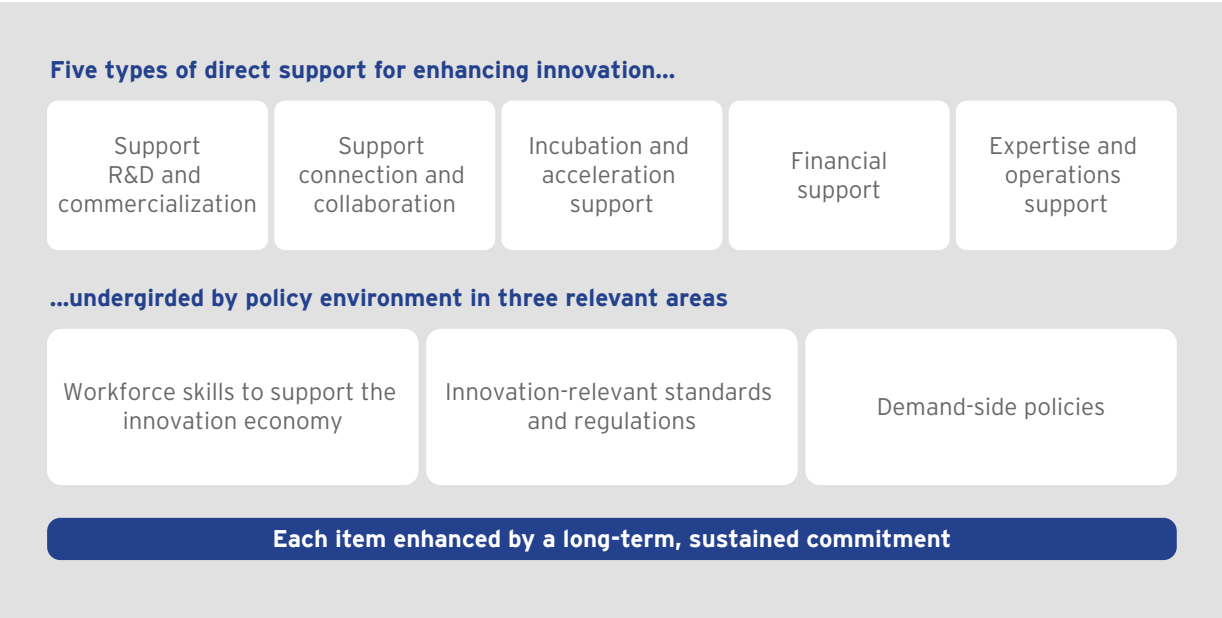 Five types of direct support for enhancing innovation...
Support
R&D and
commercialization
Support
connection and
collaboration
Incubation and
acceleration
support
Financial
support
Expertise and
operations
support
...undergirded by policy environment in three relevant areas
Workforce skills to support the
innovation economy
Innovation-relevant standards
and regulations
Demand-side policies
Each item enhanced by a long-term, sustained commitment